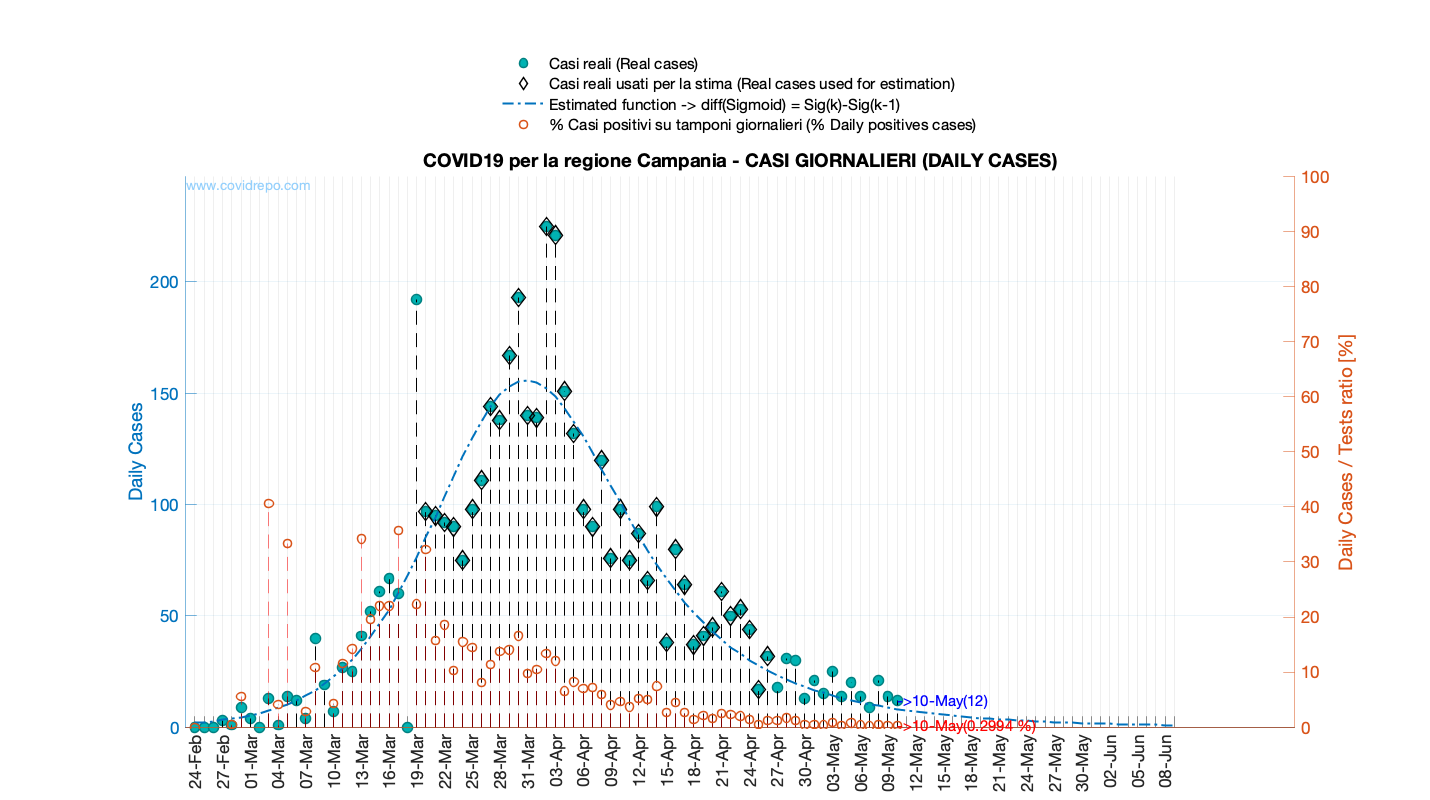 Casi reali (Real cases)
Casi reali usati per la stima (Real cases used for estimation)
Estimated function -> diff(Sigmoid) = Sig(k)-Sig(k-1)
% Casi positivi su tamponi giornalieri (% Daily positives cases)
COVID19 per la regione Campania - CASI GIORNALIERI (DAILY CASES)
www.covidrepo.com
Daily Cases
200
150
100
50
0
100
90
80
70
60
50
40
30
20
10
0
Daily Cases / Tests ratio [%]
>10-May(12)
>10-May(0.2994 %)
24-Feb
27-Feb
01-Mar
04-Mar
07-Mar
10-Mar
13-Mar
16-Mar
19-Mar
22-Mar
25-Mar
28-Mar
31-Mar
03-Apr
06-Apr
09-Apr
12-Apr
15-Apr
18-Apr
21-Apr
24-Apr
27-Apr
30-Apr
03-May
06-May
09-May
12-May
15-May
18-May
21-May
24-May
27-May
30-May
02-Jun
05-Jun
08-Jun